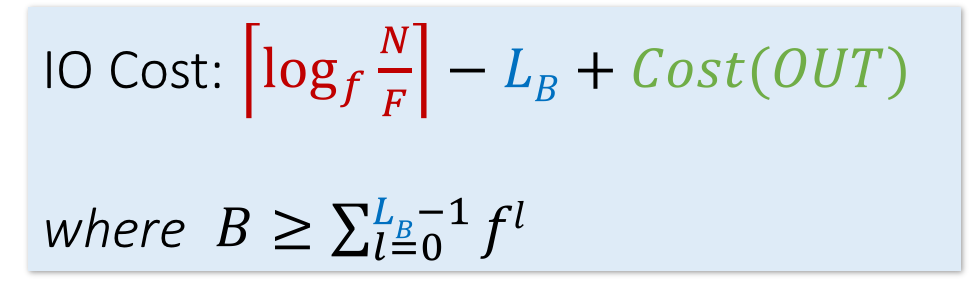 IO Cost: ⌈log_f N/F⌉ − L_B + Cost(OUT)
where B ≥ ∑_{l=0}^{L_B−1} f^l